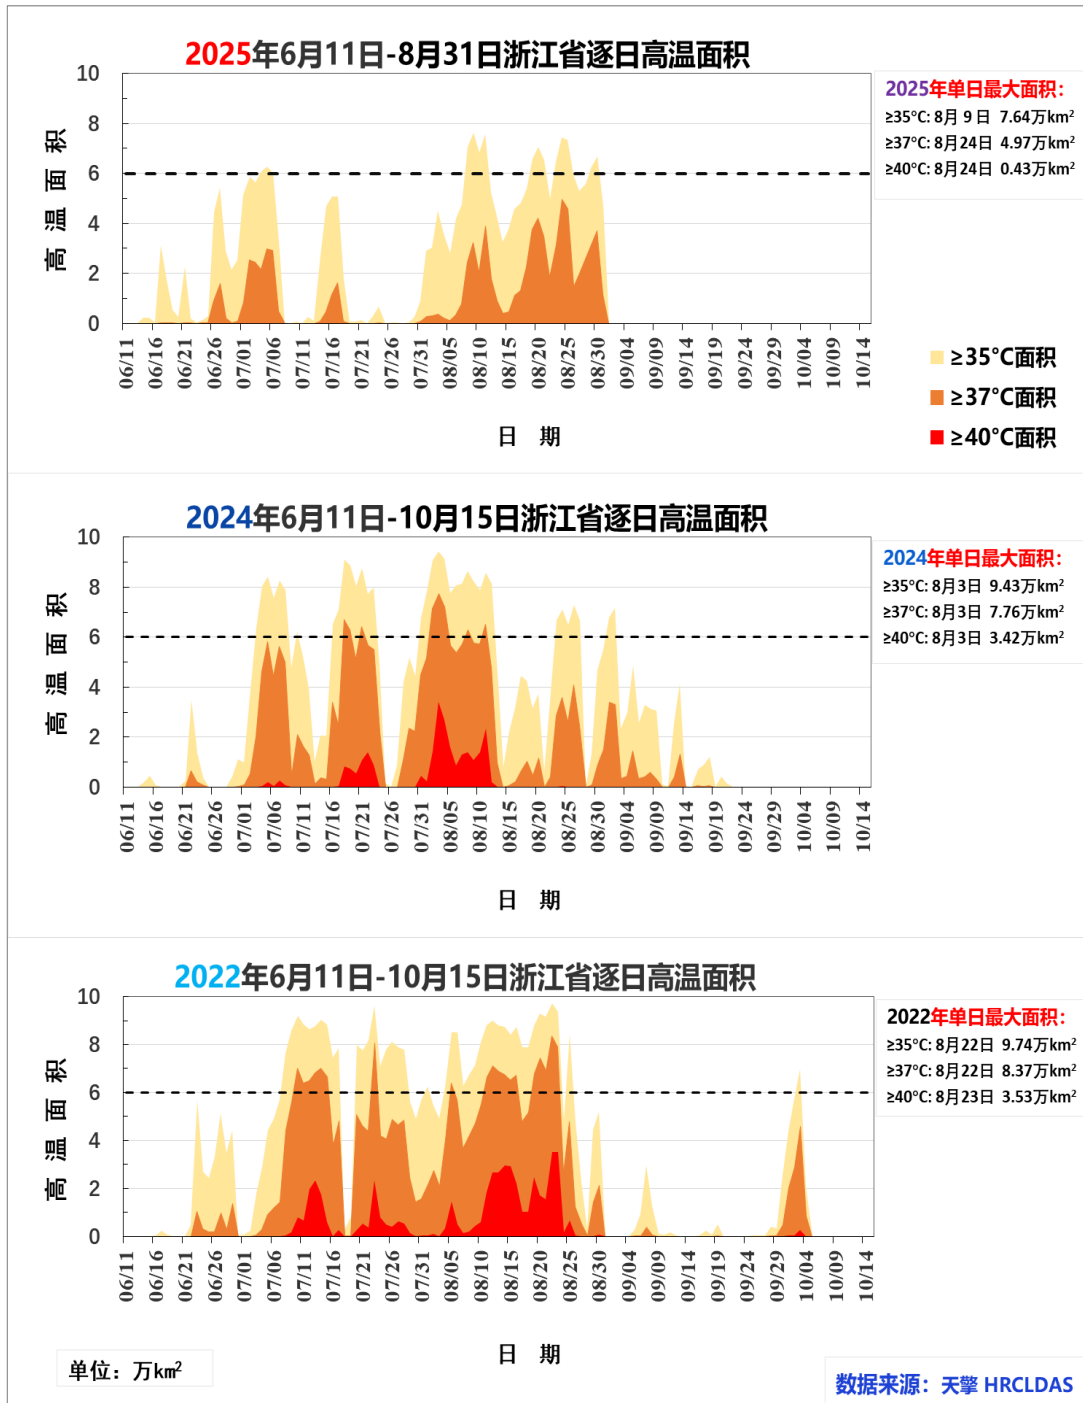 2025年6月11日-8月31日浙江省逐日高温面积
2025年单日最大面积：
≥35°C: 8月 9 日 7.64万km²
≥37°C: 8月24日 4.97万km²
≥40°C: 8月24日 0.43万km²
高温面积
10
8
6
4
2
0
06/11 06/16 06/21 06/26 07/01 07/06 07/11 07/16 07/21 07/26 07/31 08/05 08/10 08/15 08/20 08/25 08/30 09/04 09/09 09/14 09/19 09/24 09/29 10/04 10/09 10/14
日 期
≥35°C面积
≥37°C面积
≥40°C面积
2024年6月11日-10月15日浙江省逐日高温面积
2024年单日最大面积：
≥35°C: 8月3日 9.43万km²
≥37°C: 8月3日 7.76万km²
≥40°C: 8月3日 3.42万km²
高温面积
10
8
6
4
2
0
06/11 06/16 06/21 06/26 07/01 07/06 07/11 07/16 07/21 07/26 07/31 08/05 08/10 08/15 08/20 08/25 08/30 09/04 09/09 09/14 09/19 09/24 09/29 10/04 10/09 10/14
日 期
2022年6月11日-10月15日浙江省逐日高温面积
2022年单日最大面积：
≥35°C: 8月22日 9.74万km²
≥37°C: 8月22日 8.37万km²
≥40°C: 8月23日 3.53万km²
高温面积
10
8
6
4
2
0
06/11 06/16 06/21 06/26 07/01 07/06 07/11 07/16 07/21 07/26 07/31 08/05 08/10 08/15 08/20 08/25 08/30 09/04 09/09 09/14 09/19 09/24 09/29 10/04 10/09 10/14
日 期
单位：万km²
数据来源：天擎 HRCLDAS